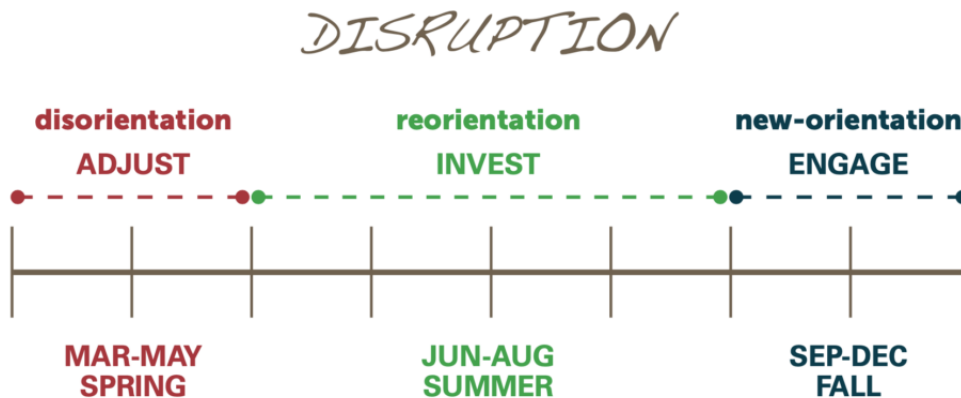 DISRUPTION
disorientation
ADJUST
reorientation
INVEST
new-orientation
ENGAGE
MAR-MAY
SPRING
JUN-AUG
SUMMER
SEP-DEC
FALL